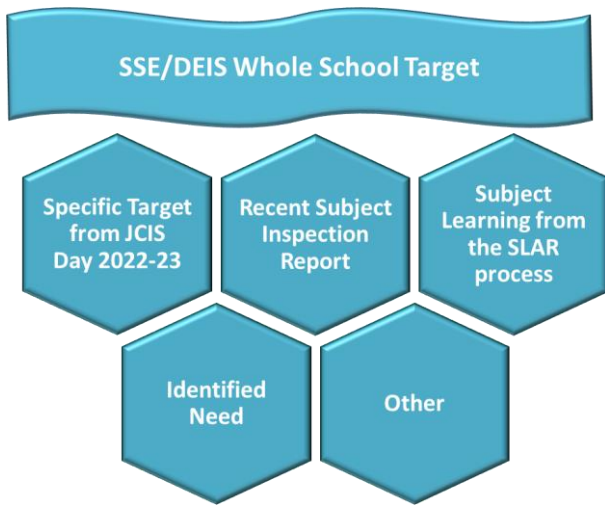 SSE/DEIS Whole School Target
Specific Target
from JCIS
Day 2022-23
Recent Subject
Inspection
Report
Subject
Learning from
the SLAR
process
Identified
Need
Other